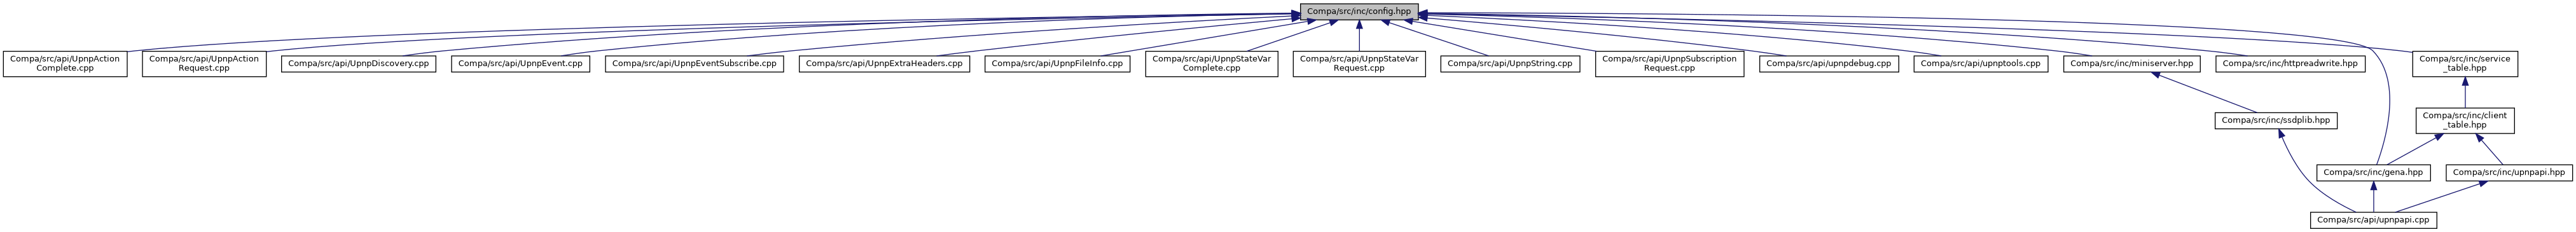 Compa/src/inc/config.hpp
Compa/src/api/UpnpAction
Complete.cpp
Compa/src/api/UpnpAction
Request.cpp
Compa/src/api/UpnpDiscovery.cpp
Compa/src/api/UpnpEvent.cpp
Compa/src/api/UpnpEventSubscribe.cpp
Compa/src/api/UpnpExtraHeaders.cpp
Compa/src/api/UpnpFileInfo.cpp
Compa/src/api/UpnpStateVar
Complete.cpp
Compa/src/api/UpnpStateVar
Request.cpp
Compa/src/api/UpnpString.cpp
Compa/src/api/UpnpSubscription
Request.cpp
Compa/src/api/upnpdebug.cpp
Compa/src/api/upnptools.cpp
Compa/src/inc/miniserver.hpp
Compa/src/inc/httpreadwrite.hpp
Compa/src/inc/service
_table.hpp
Compa/src/inc/ssdplib.hpp
Compa/src/inc/client
_table.hpp
Compa/src/inc/gena.hpp
Compa/src/inc/upnpapi.hpp
Compa/src/api/upnpapi.cpp